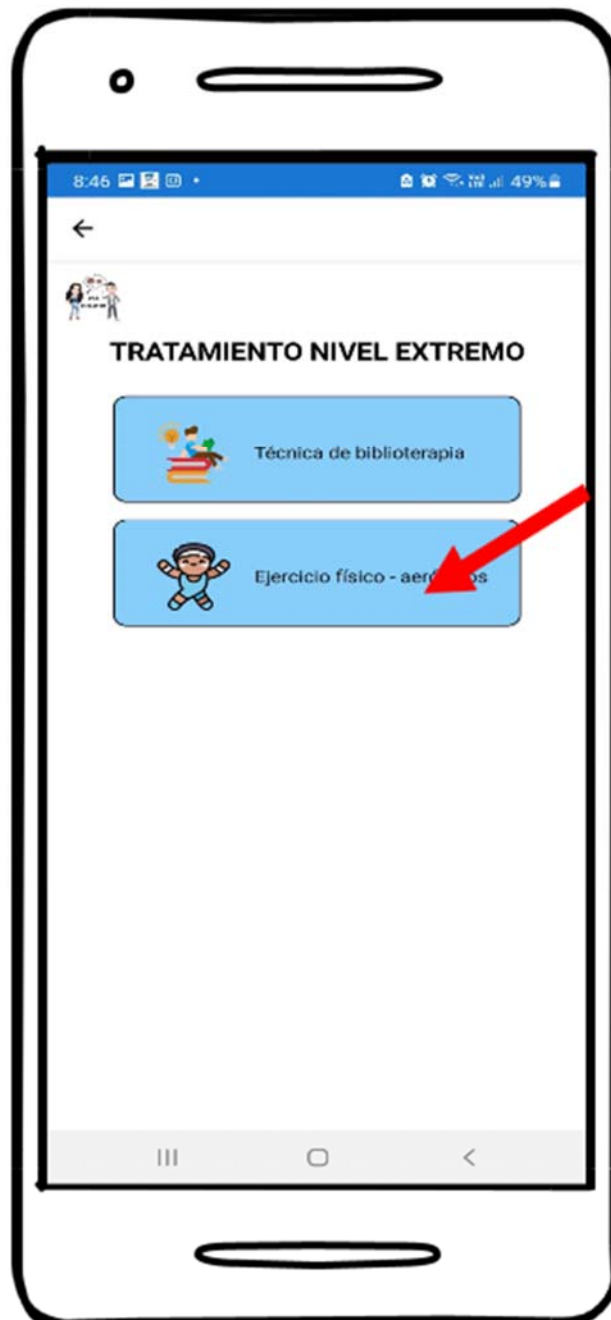 8:46 49%
TRATAMIENTO NIVEL EXTREMO
Técnica de biblioterapia
Ejercicio físico -